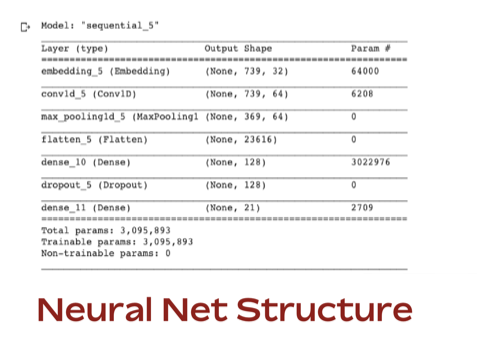 Model: "sequential_5"
Layer (type) Output Shape Param #
embedding_5 (Embedding) (None, 739, 32) 64000
conv1d_5 (Conv1D) (None, 739, 64) 6208
max_pooling1d_5 (MaxPooling1 (None, 369, 64) 0
flatten_5 (Flatten) (None, 23616) 0
dense_10 (Dense) (None, 128) 3022976
dropout_5 (Dropout) (None, 128) 0
dense_11 (Dense) (None, 21) 2709
Total params: 3,095,893
Trainable params: 3,095,893
Non-trainable params: 0
Neural Net Structure